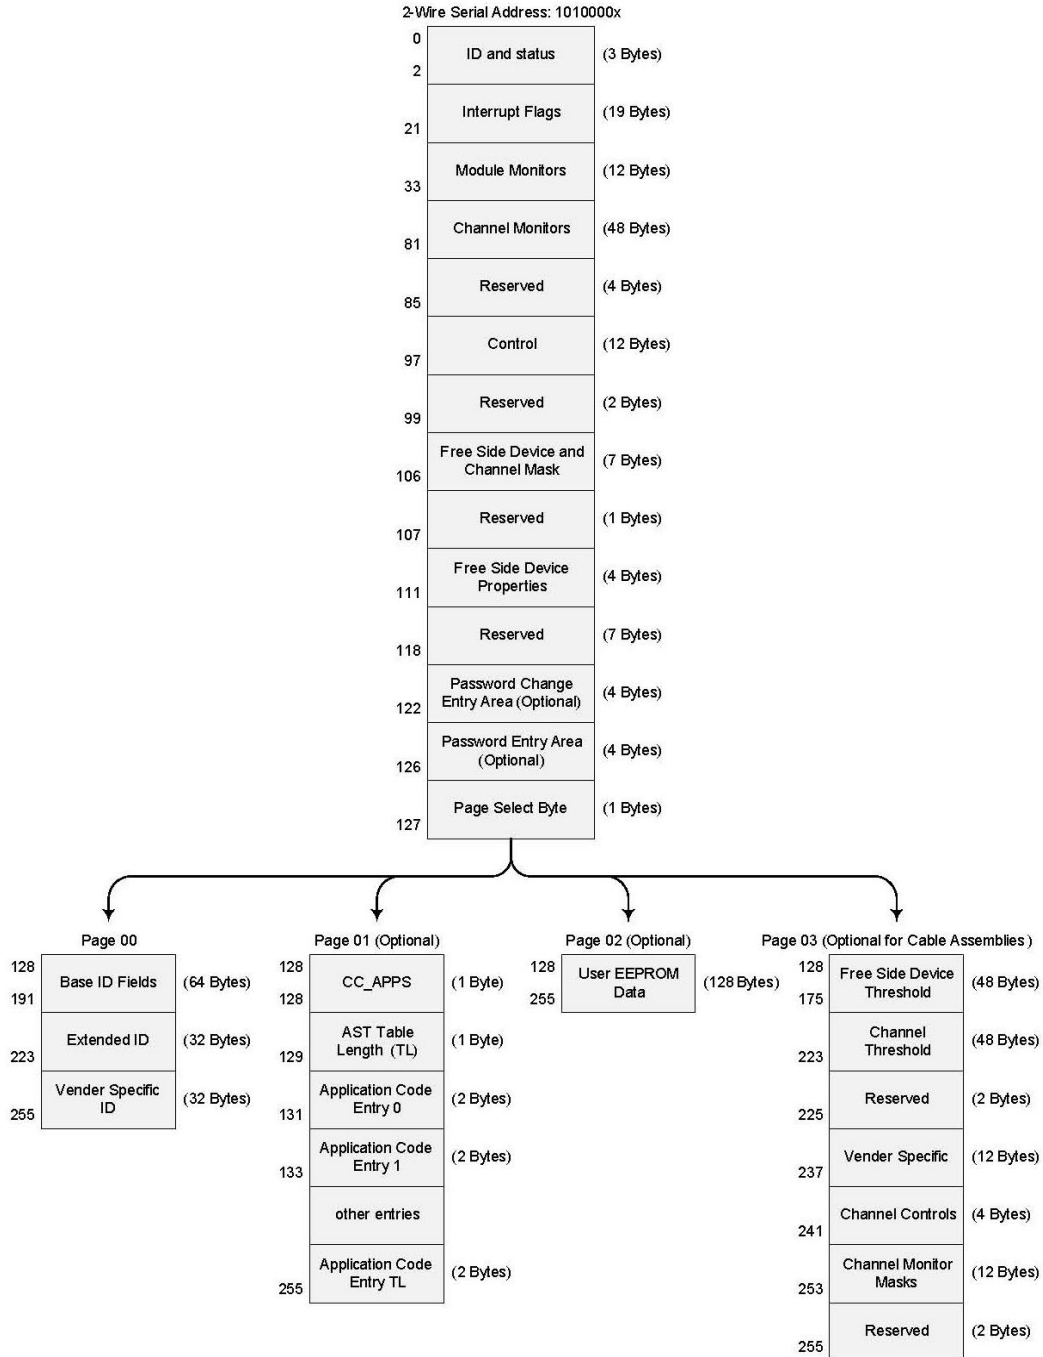 2-Wire Serial Address: 1010000x
0
ID and status (3 Bytes)
2
Interrupt Flags (19 Bytes)
21
Module Monitors (12 Bytes)
33
Channel Monitors (48 Bytes)
81
Reserved (4 Bytes)
85
Control (12 Bytes)
97
Reserved (2 Bytes)
99
Free Side Device and
Channel Mask (7 Bytes)
106
Reserved (1 Bytes)
107
Free Side Device
Properties (4 Bytes)
111
Reserved (7 Bytes)
118
Password Change
Entry Area (Optional) (4 Bytes)
122
Password Entry Area
(Optional) (4 Bytes)
126
Page Select Byte (1 Bytes)
127
Page 00
128
Base ID Fields (64 Bytes)
191
Extended ID (32 Bytes)
223
Vender Specific
ID (32 Bytes)
255
Page 01 (Optional)
128
CC_APPS (1 Byte)
128
AST Table
Length (TL) (1 Byte)
129
Application Code
Entry 0 (2 Bytes)
131
Application Code
Entry 1 (2 Bytes)
133
other entries
Application Code
Entry TL (2 Bytes)
255
Page 02 (Optional)
128
User EEPROM
Data (128 Bytes)
255
Page 03 (Optional for Cable Assemblies)
128
Free Side Device
Threshold (48 Bytes)
175
Channel
Threshold (48 Bytes)
223
Reserved (2 Bytes)
225
Vender Specific (12 Bytes)
237
Channel Controls (4 Bytes)
241
Channel Monitor
Masks (12 Bytes)
253
Reserved (2 Bytes)
255